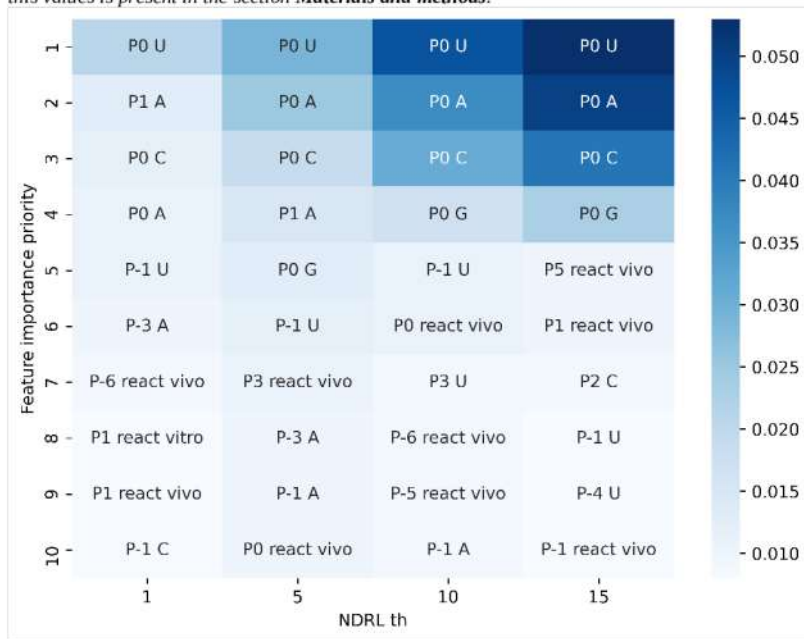 this values is present in the section Materials and methods.
1 P0 U P0 U P0 U P0 U
2 P1 A P0 A P0 A P0 A
3 P0 C P0 C P0 C P0 C
4 P0 A P1 A P0 G P0 G
5 P-1 U P0 G P-1 U P5 react vivo
6 P-3 A P-1 U P0 react vivo P1 react vivo
7 P-6 react vivo P3 react vivo P3 U P2 C
8 P1 react vitro P-3 A P-6 react vivo P-1 U
9 P1 react vivo P-1 A P-5 react vivo P-4 U
10 P-1 C P0 react vivo P-1 A P-1 react vivo
Feature importance priority
1 5 10 15
NDRL th
0.050
0.045
0.040
0.035
0.030
0.025
0.020
0.015
0.010